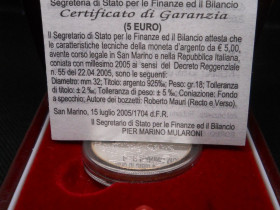 Segreteria di Stato per le Finanze ed il Bilancio
Certificato di Garanzia
(5 EURO)
Il Segretario di Stato per le Finanze ed il Bilancio attesta che
le caratteristiche tecniche della moneta d'argento da € 5,00,
avente corso legale in San Marino e nella Repubblica Italiana,
coniata con millesimo 2005 ai sensi del Decreto Reggenziale
n. 55 del 22.04.2005, sono le seguenti:
Diametro: mm.32; Titolo: argento 925‰; Peso: gr.18; Tolleranza
di titolo: ± 2 ‰; Tolleranza di peso: ± 5 ‰; Coniazione: Fondo
a specchio; Autore dei bozzetti: Roberto Mauri (Recto e Verso).
San Marino, 15 luglio 2005/1704 d.F.R.
Il Segretario di Stato per le Finanze ed il Bilancio
PIER MARINO MULARONI